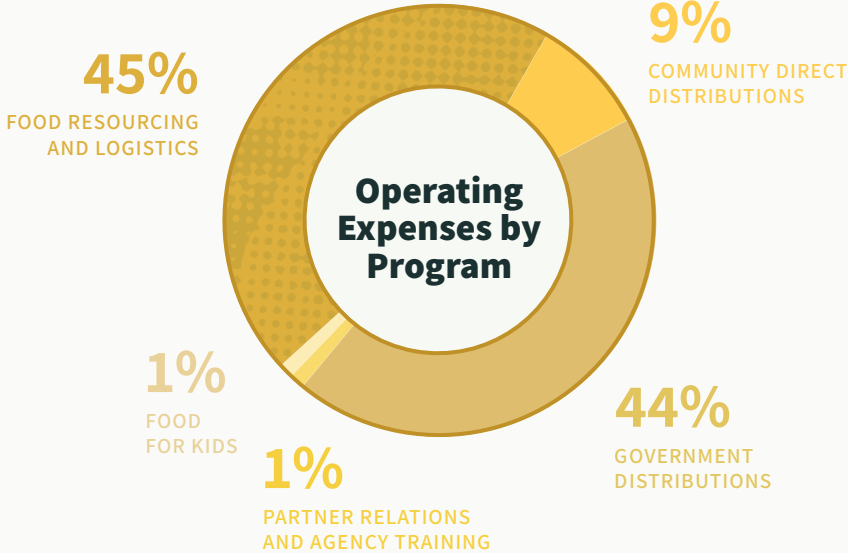 Operating
Expenses by
Program
45%
FOOD RESOURCING
AND LOGISTICS
9%
COMMUNITY DIRECT
DISTRIBUTIONS
44%
GOVERNMENT
DISTRIBUTIONS
1%
FOOD
FOR KIDS
1%
PARTNER RELATIONS
AND AGENCY TRAINING